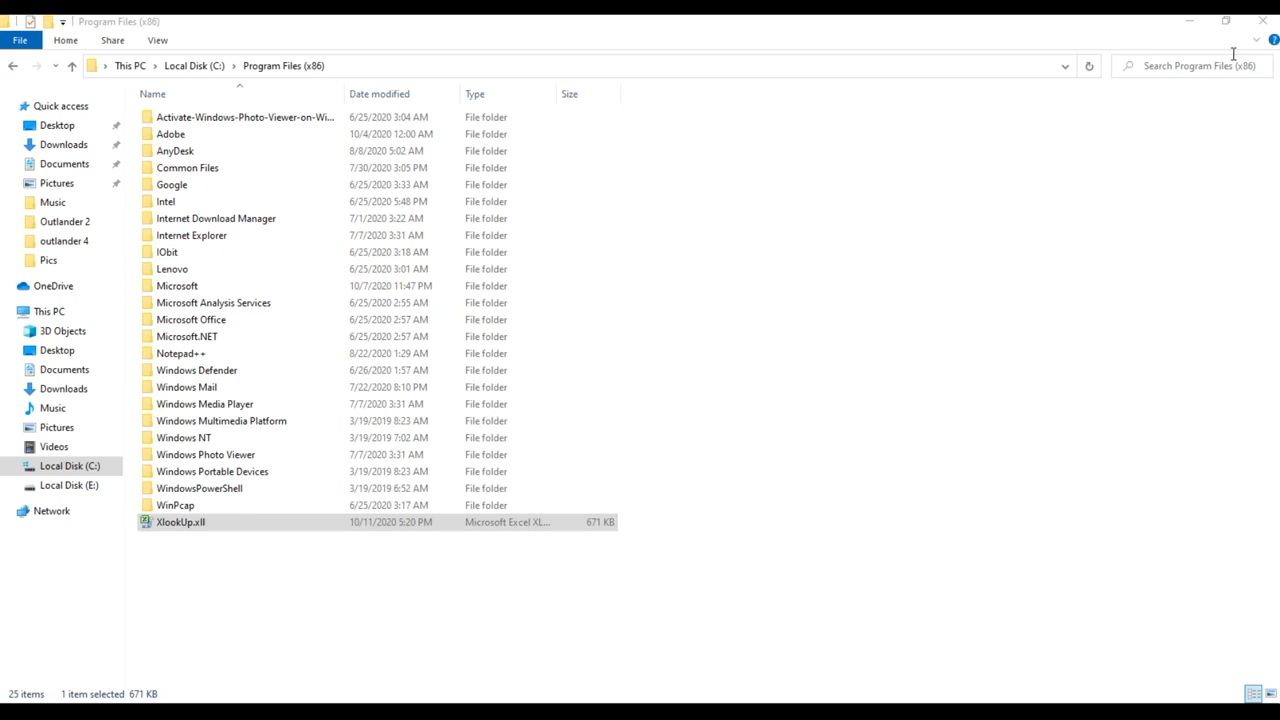 Program Files (x86)
File Home Share View
This PC Local Disk (C:) Program Files (x86) Search Program Files (x86)
Name Date modified Type Size
Quick access
Desktop
Downloads
Documents
Pictures
Music
Outlander 2
outlander 4
Pics
OneDrive
This PC
3D Objects
Desktop
Documents
Downloads
Music
Pictures
Videos
Local Disk (C:)
Local Disk (E:)
Network
Activate-Windows-Photo-Viewer-on-Wi... 6/25/2020 3:04 AM File folder
Adobe 10/4/2020 12:00 AM File folder
AnyDesk 8/8/2020 5:02 AM File folder
Common Files 7/30/2020 3:05 PM File folder
Google 6/25/2020 3:33 AM File folder
Intel 6/25/2020 5:48 PM File folder
Internet Download Manager 7/1/2020 3:22 AM File folder
Internet Explorer 7/7/2020 3:31 AM File folder
IObit 6/25/2020 3:18 AM File folder
Lenovo 6/25/2020 3:01 AM File folder
Microsoft 10/7/2020 11:47 PM File folder
Microsoft Analysis Services 6/25/2020 2:55 AM File folder
Microsoft Office 6/25/2020 2:57 AM File folder
Microsoft.NET 6/25/2020 2:57 AM File folder
Notepad++ 8/22/2020 1:29 AM File folder
Windows Defender 6/26/2020 1:57 AM File folder
Windows Mail 7/22/2020 8:10 PM File folder
Windows Media Player 7/7/2020 3:31 AM File folder
Windows Multimedia Platform 3/19/2019 8:23 AM File folder
Windows NT 3/19/2019 7:02 AM File folder
Windows Photo Viewer 7/7/2020 3:31 AM File folder
Windows Portable Devices 3/19/2019 8:23 AM File folder
WindowsPowerShell 3/19/2019 6:52 AM File folder
WinPcap 6/25/2020 3:17 AM File folder
XlookUp.xll 10/11/2020 5:20 PM Microsoft Excel XL... 671 KB
25 items 1 item selected 671 KB